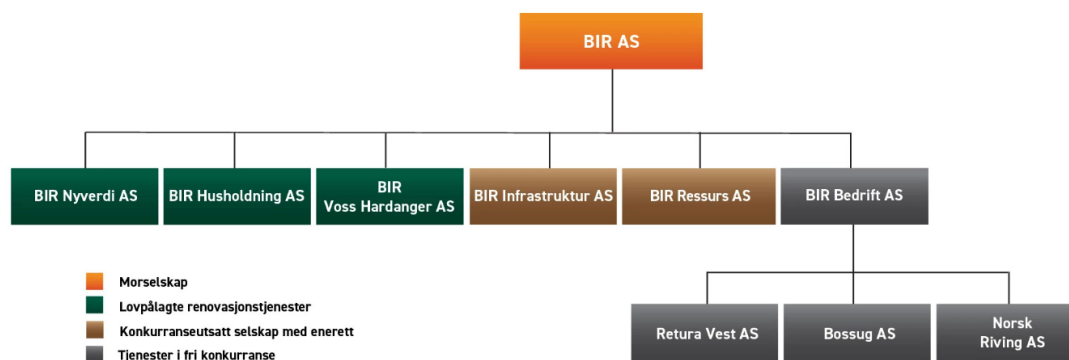 BIR AS
BIR Nyverdi AS
BIR Husholdning AS
BIR
Voss Hardanger AS
BIR Infrastruktur AS
BIR Ressurs AS
BIR Bedrift AS
Morselskap
Lovpålagte renovasjonstjenester
Konkurranseutsatt selskap med enerett
Tjenester i fri konkurranse
Retura Vest AS
Bossug AS
Norsk
Riving AS